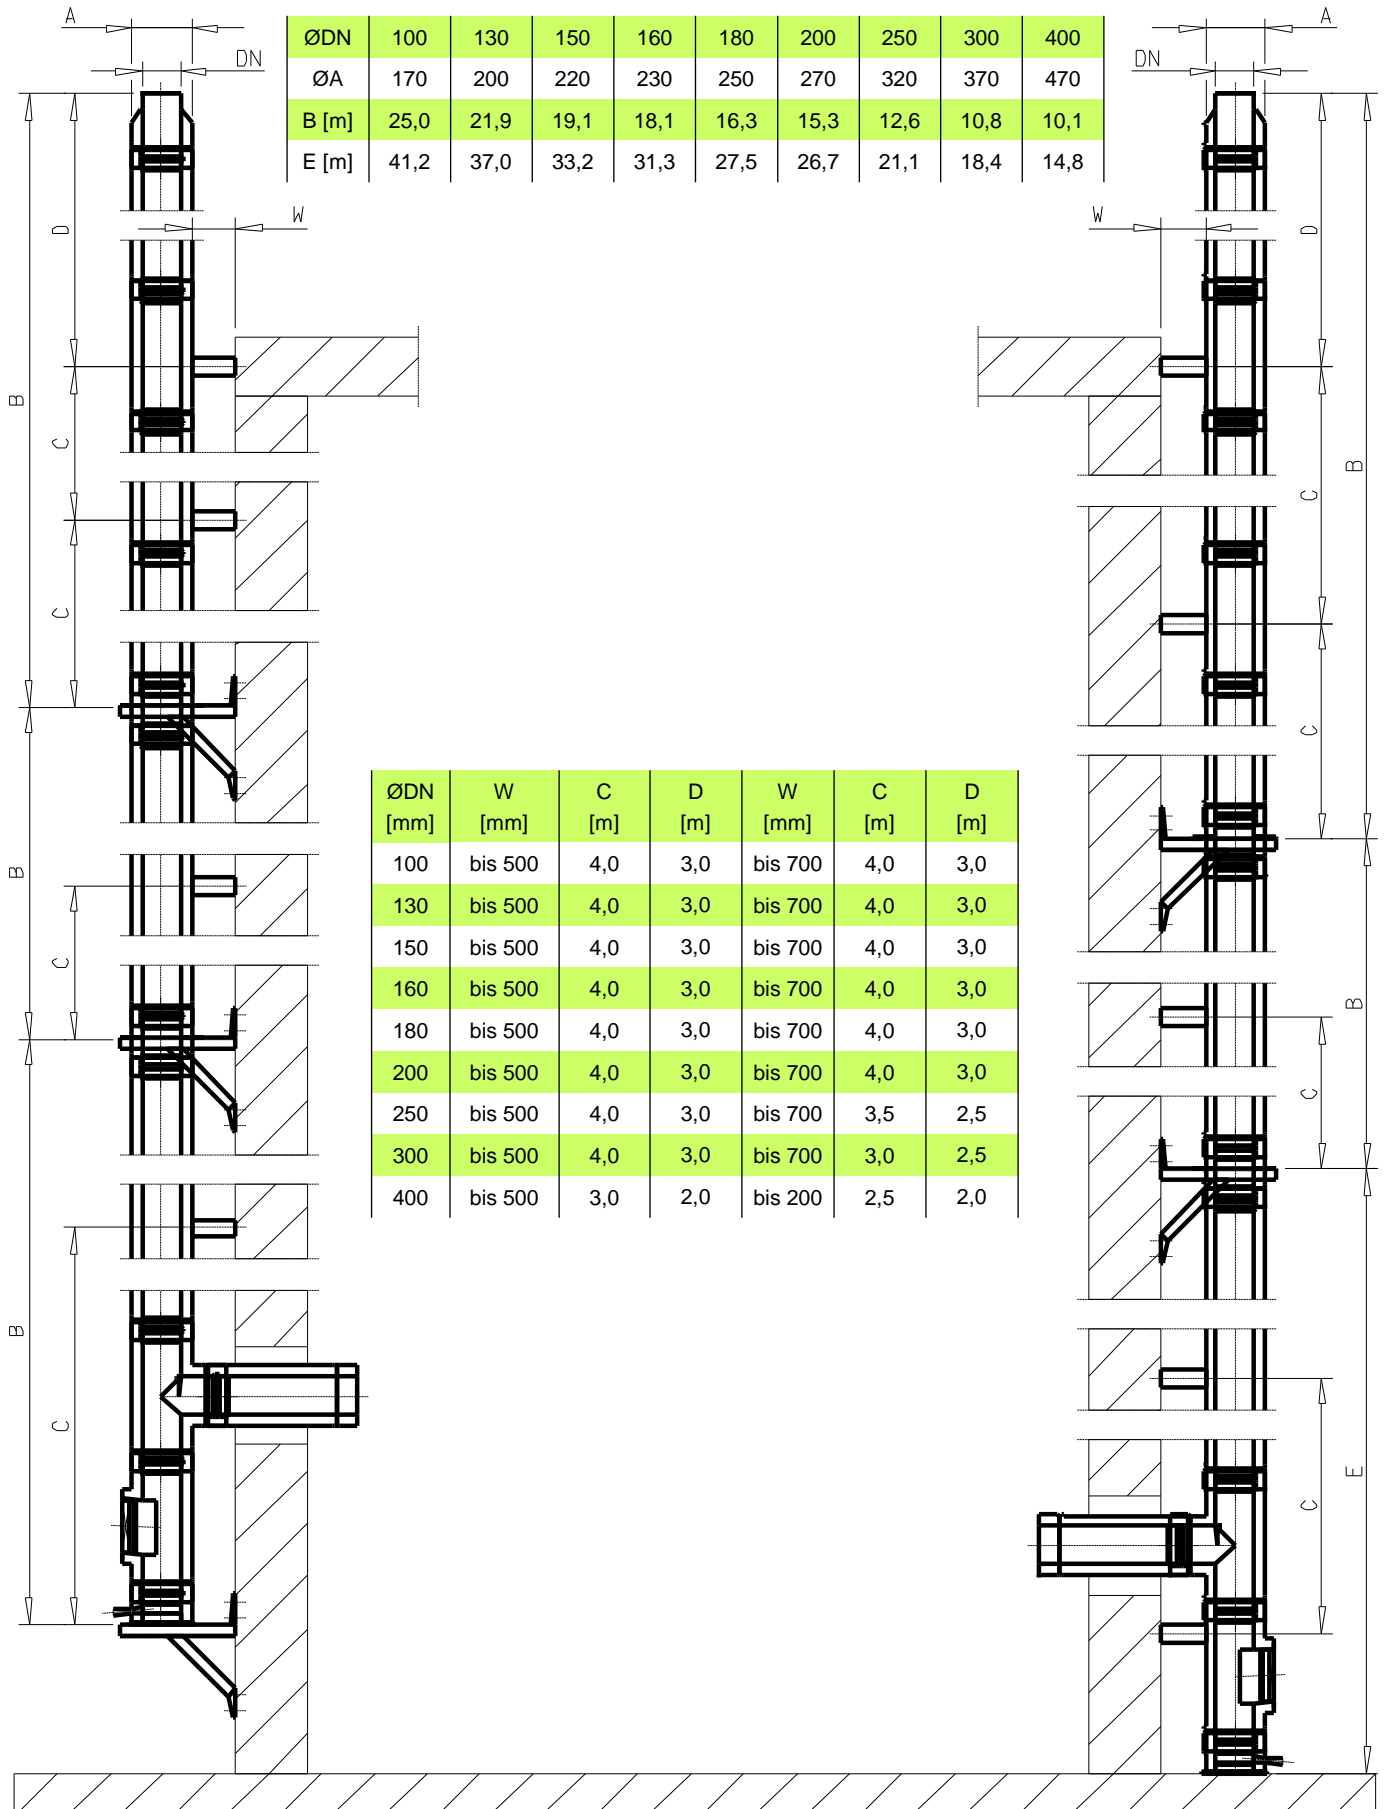 A
DN
ØDN 100 130 150 160 180 200 250 300 400
ØA 170 200 220 230 250 270 320 370 470
B [m] 25,0 21,9 19,1 18,1 16,3 15,3 12,6 10,8 10,1
E [m] 41,2 37,0 33,2 31,3 27,5 26,7 21,1 18,4 14,8
A
DN
W
W
D
D
B
C
C
B
C
C
B
C
B
C
B
C
E
C
ØDN W C D W C D
[mm] [mm] [m] [m] [mm] [m] [m]
100 bis 500 4,0 3,0 bis 700 4,0 3,0
130 bis 500 4,0 3,0 bis 700 4,0 3,0
150 bis 500 4,0 3,0 bis 700 4,0 3,0
160 bis 500 4,0 3,0 bis 700 4,0 3,0
180 bis 500 4,0 3,0 bis 700 4,0 3,0
200 bis 500 4,0 3,0 bis 700 4,0 3,0
250 bis 500 4,0 3,0 bis 700 3,5 2,5
300 bis 500 4,0 3,0 bis 700 3,0 2,5
400 bis 500 3,0 2,0 bis 200 2,5 2,0